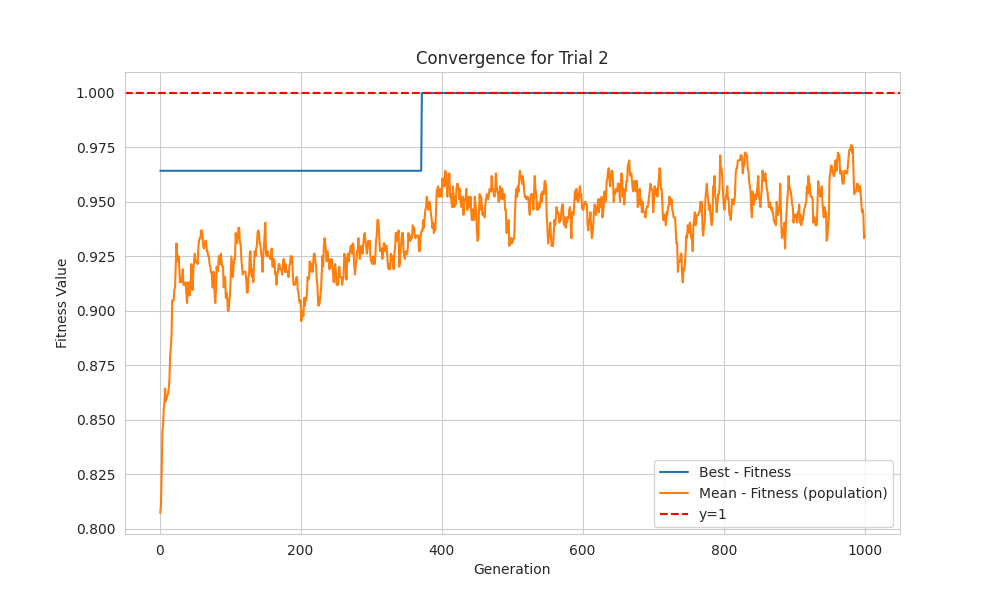 Convergence for Trial 2
1.000
0.975
0.950
0.925
0.900
0.875
0.850
0.825
0.800
Fitness Value
0 200 400 600 800 1000
Generation
Best - Fitness
Mean - Fitness (population)
y=1